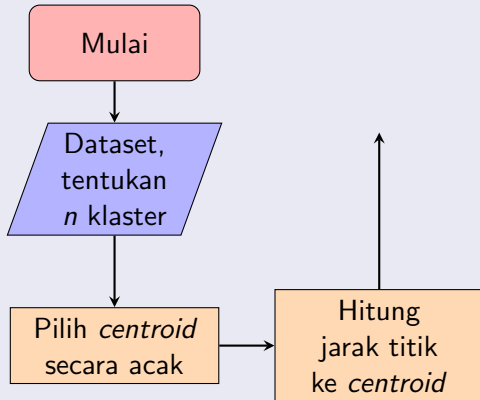 Mulai
Dataset,
tentukan
n klaster
Pilih centroid
secara acak
Hitung
jarak titik
ke centroid